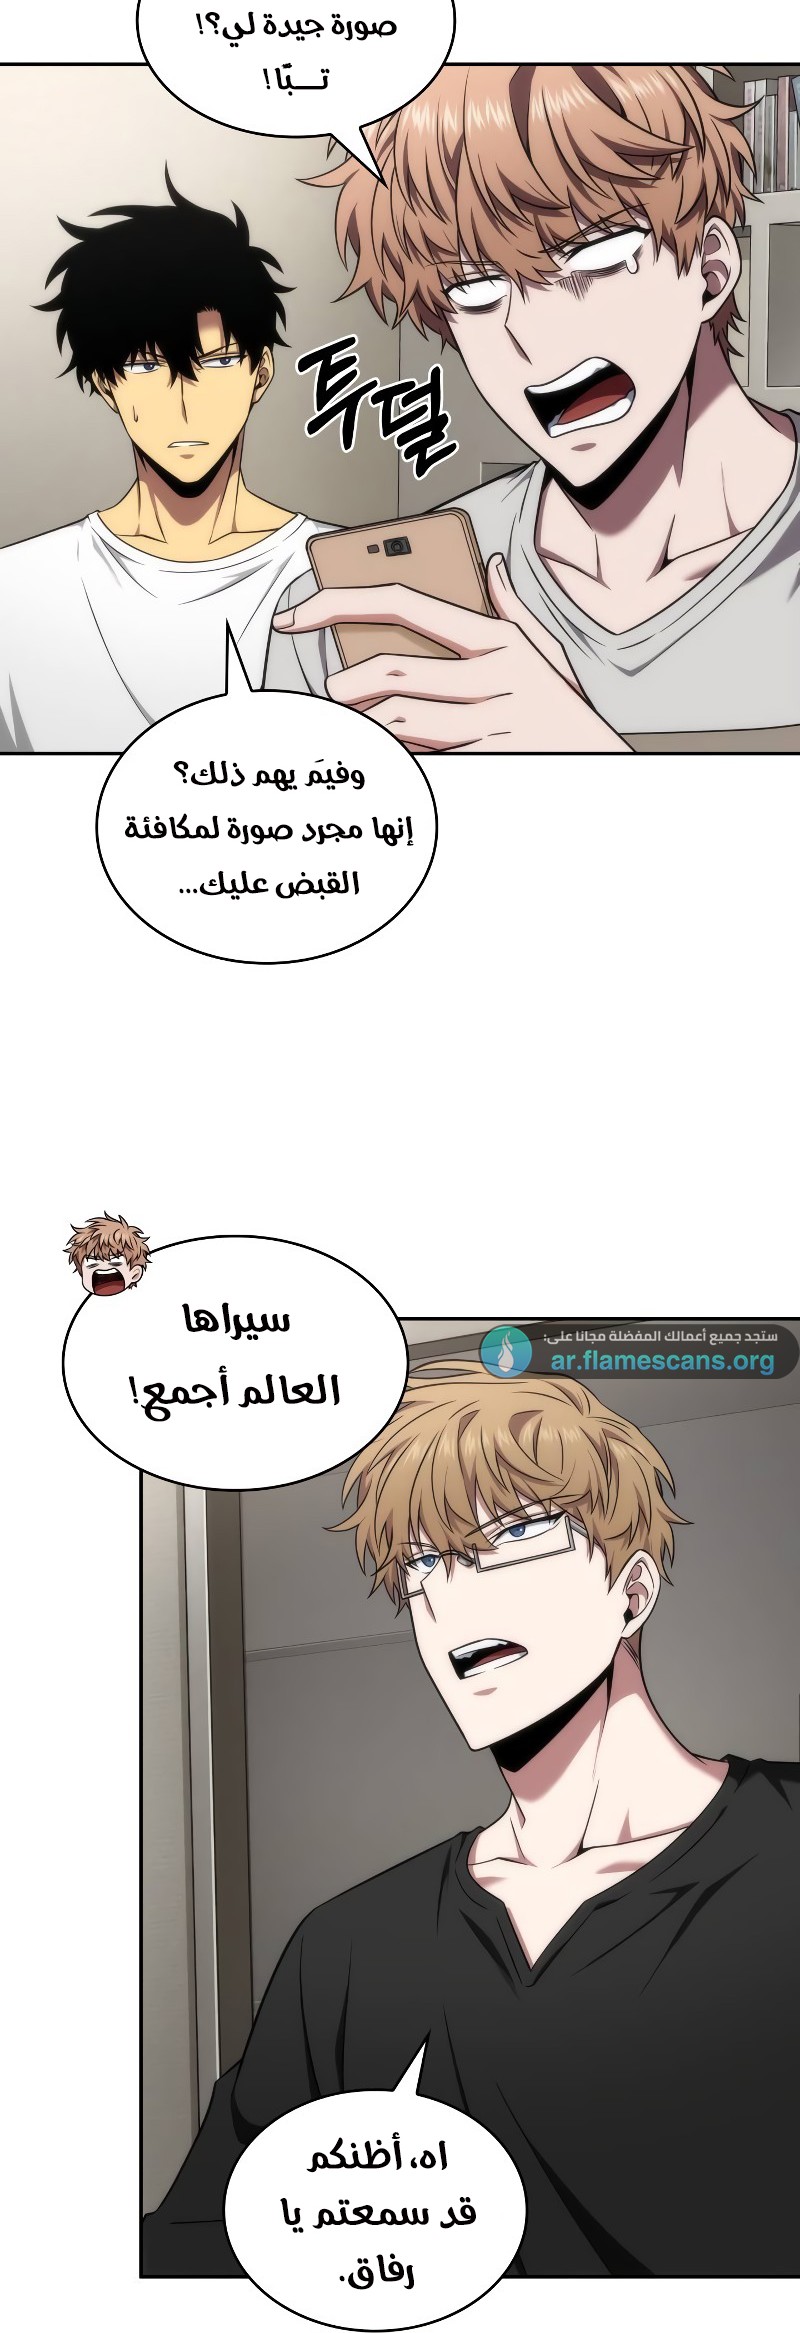 صورة جيدة لي؟!
تـــبًّا!
투덜
وفيمَ يهم ذلك؟
إنها مجرد صورة لمكافئة
القبض عليك...
سيراها
العالم أجمع!
ستجد جميع أعمالك المفضلة مجانا على:
ar.flamescans.org
اه، أظنكم
قد سمعتم يا
رفاق.